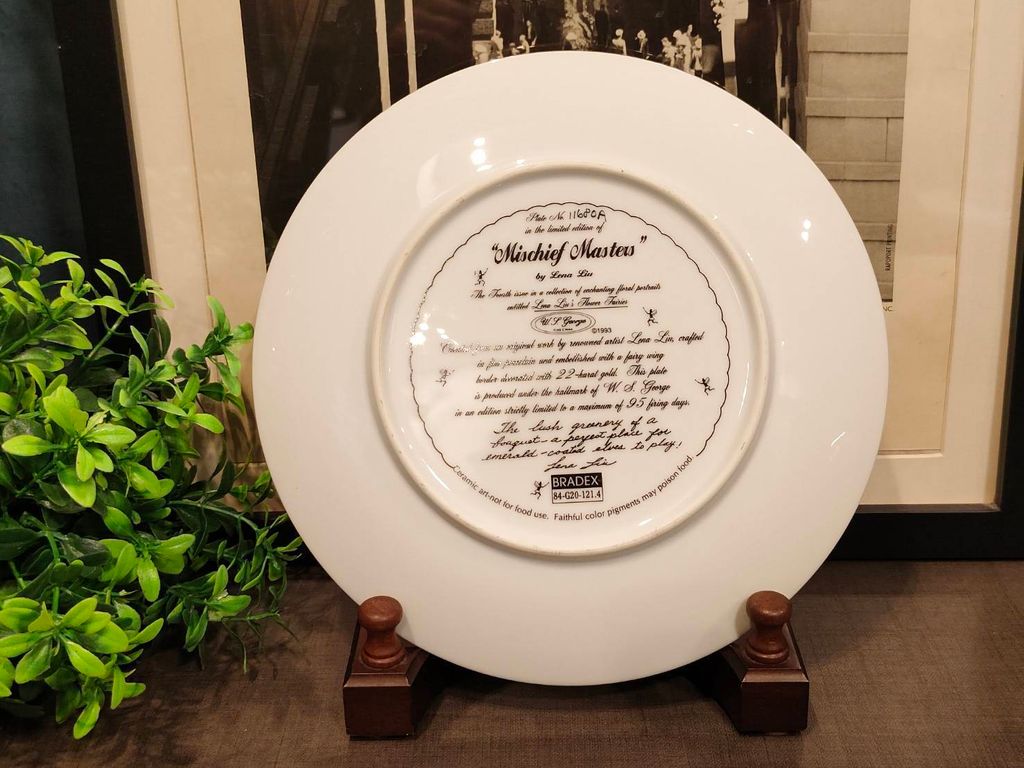 Plate No. 11680A
in the limited edition of
"Mischief Masters"
by Lena Liu
The Fourth issue in a collection of enchanting floral portraits
entitled Lena Liu's Flower Fairies
W. S. George
©1993
Created from an original work by renowned artist Lena Liu, crafted
in fine porcelain and embellished with a fairy wing
border decorated with 22-karat gold. This plate
is produced under the hallmark of W. S. George
in an edition strictly limited to a maximum of 95 firing days.
The lush greenery of a
bouquet - a perfect place for
emerald-coated elves to play!
Lena Liu
BRADEX
84-G20-121.4
Ceramic art-not for food use. Faithful color pigments may poison food.
RAPOPORT PRINTING
NC.